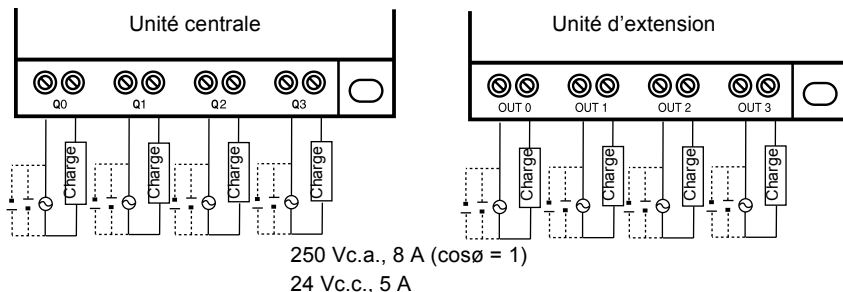 Unité centrale
Unité d'extension
Q0 Q1 Q2 Q3
OUT 0 OUT 1 OUT 2 OUT 3
Charge Charge Charge Charge
Charge Charge Charge Charge
250 Vc.a., 8 A (cosø = 1)
24 Vc.c., 5 A